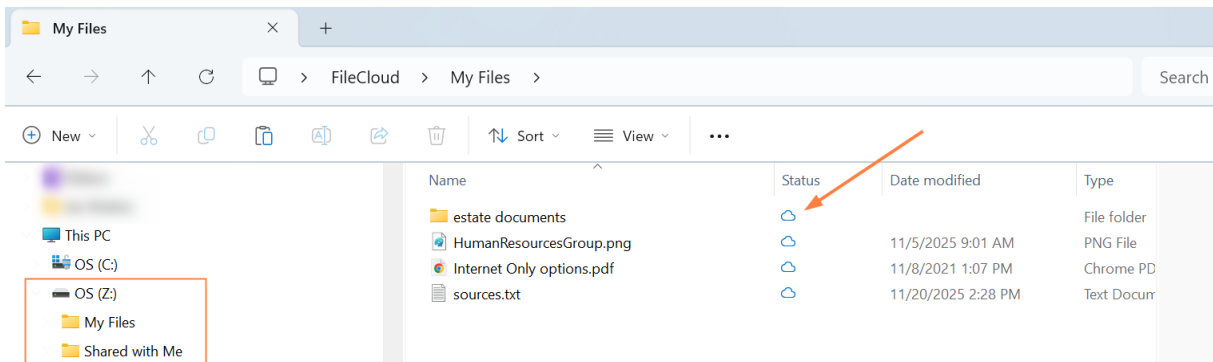 My Files
FileCloud > My Files >
Search
New
Sort
View
Name Status Date modified Type
estate documents File folder
HumanResourcesGroup.png 11/5/2025 9:01 AM PNG File
Internet Only options.pdf 11/8/2021 1:07 PM Chrome PD
sources.txt 11/20/2025 2:28 PM Text Docum
This PC
OS (C:)
OS (Z:)
My Files
Shared with Me